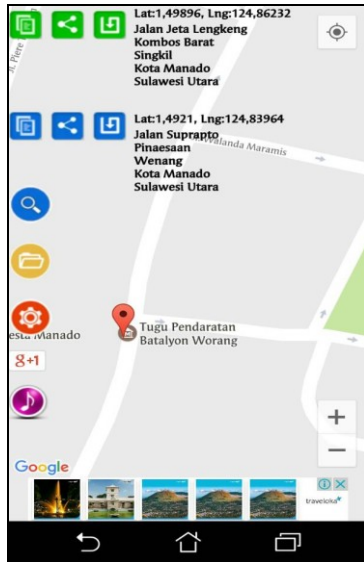 Lat:1,49896, Lng:124,86232
Jalan Jeta Lengkeng
Kombos Barat
Singkil
Kota Manado
Sulawesi Utara
Jl. Piere
Lat:1,4921, Lng:124,83964
Jalan Suprapto
Pinaesaan
Wenang
Kota Manado
Sulawesi Utara
Walanda Maramis
esta Manado
Tugu Pendaratan
Batalyon Worang
g+1
+
−
Google
traveloka